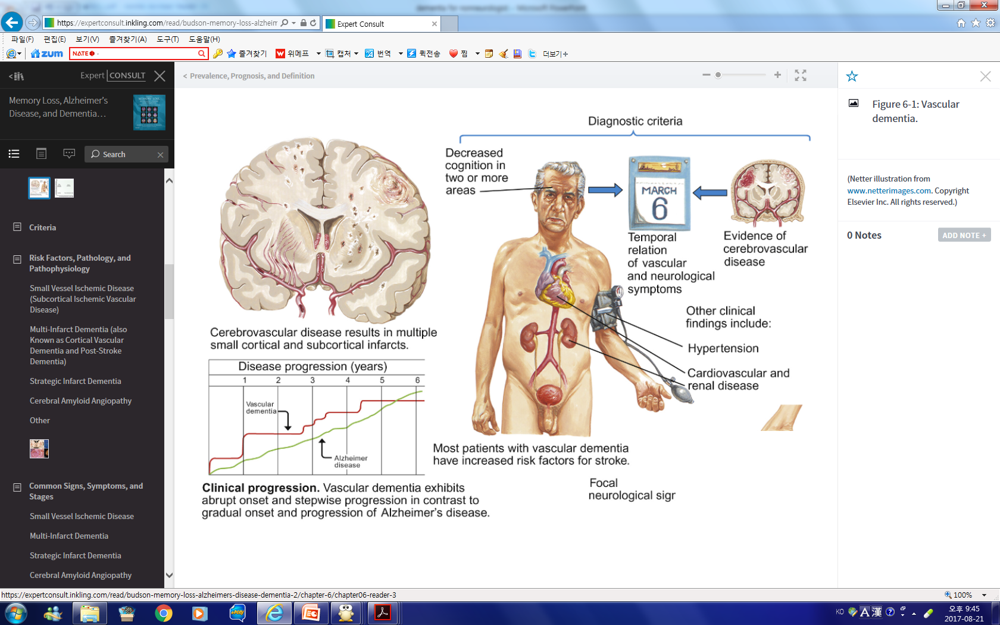 https://expertconsult.inkling.com/read/budson-memory-loss-alzheim
Expert Consult
파일(F) 편집(E) 보기(V) 즐겨찾기(A) 도구(T) 도움말(H)
zum NATE 즐겨찾기 위메프 캡처 번역 퀵전송 찜 더보기+
Expert CONSULT
Memory Loss, Alzheimer's
Disease, and Dementia...
Search
Criteria
Risk Factors, Pathology, and
Pathophysiology
Small Vessel Ischemic Disease
(Subcortical Ischemic Vascular
Disease)
Multi-Infarct Dementia (also
Known as Cortical Vascular
Dementia and Post-Stroke
Dementia)
Strategic Infarct Dementia
Cerebral Amyloid Angiopathy
Other
Common Signs, Symptoms, and
Stages
Small Vessel Ischemic Disease
Multi-Infarct Dementia
Strategic Infarct Dementia
Cerebral Amyloid Angiopathy
< Prevalence, Prognosis, and Definition
Diagnostic criteria
Decreased
cognition in
two or more
areas
MARCH
6
Temporal
relation
of vascular
and neurological
symptoms
Evidence of
cerebrovascular
disease
Other clinical
findings include:
Hypertension
Cardiovascular and
renal disease
Cerebrovascular disease results in multiple
small cortical and subcortical infarcts.
Disease progression (years)
1 2 3 4 5 6
Vascular
dementia
Alzheimer
disease
Clinical progression. Vascular dementia exhibits
abrupt onset and stepwise progression in contrast to
gradual onset and progression of Alzheimer's disease.
Most patients with vascular dementia
have increased risk factors for stroke.
Focal
neurological sigr
Figure 6-1: Vascular
dementia.
(Netter illustration from
www.netterimages.com. Copyright
Elsevier Inc. All rights reserved.)
0 Notes
ADD NOTE +
https://expertconsult.inkling.com/read/budson-memory-loss-alzheimers-disease-dementia-2/chapter-6/chapter06-reader-3
100%
e-POLY
KO A 漢
오후 9:45
2017-08-21